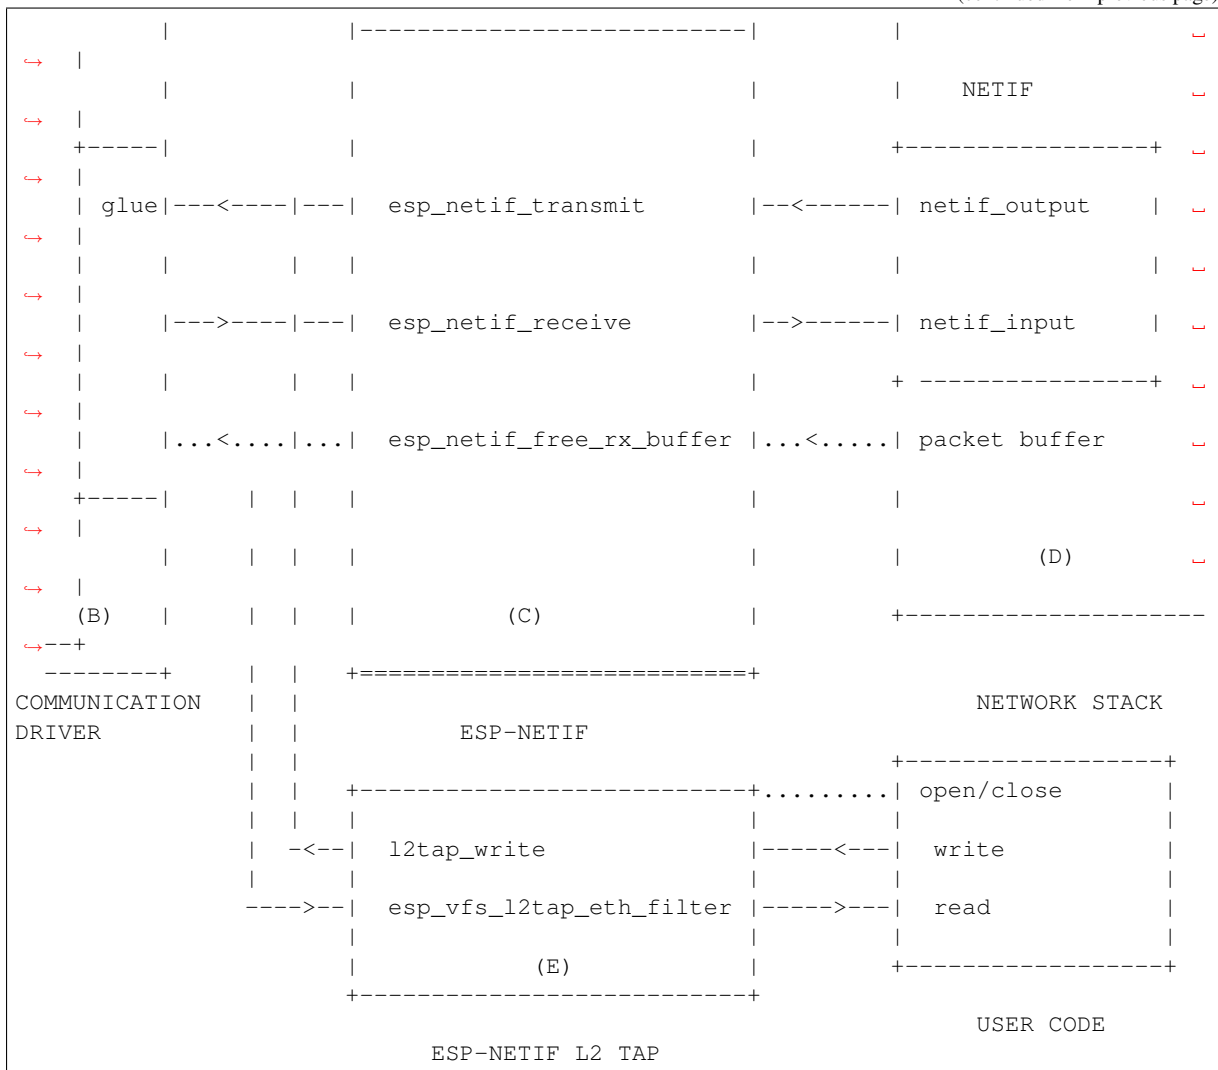 |             |---------------------------|         |                    ␣
↪   |
          |            |                           |         |    NETIF           ␣
↪   |
    +-----|            |                           |         +-----------------+  ␣
↪   |
    | glue|---<----|---|  esp_netif_transmit       |--<------| netif_output    |  ␣
↪   |
    |     |        |   |                           |         |                 |  ␣
↪   |
    |     |--->----|---|  esp_netif_receive        |-->------| netif_input     |  ␣
↪   |
    |     |        |   |                           |         + ----------------+  ␣
↪   |
    |     |...<....|...|  esp_netif_free_rx_buffer |...<.....| packet buffer      ␣
↪   |
    +-----|     |  |   |                           |         |                    ␣
↪   |
          |     |  |   |                           |         |         (D)        ␣
↪   |
    (B)   |     |  |   |          (C)              |         +---------------------
↪--+
  --------+     |  |   +===========================+
COMMUNICATION   |  |                                               NETWORK STACK
DRIVER          |  |           ESP-NETIF
                |  |                                         +------------------+
                |  |   +---------------------------+.........| open/close       |
                |  |   |                           |         |                  |
                |  -<--|  l2tap_write              |-----<---|  write           |
                |      |                           |         |                  |
                ---->--|  esp_vfs_l2tap_eth_filter |----->---|  read            |
                       |                           |         |                  |
                       |            (E)            |         +------------------+
                       +---------------------------+
                                                                  USER CODE
                            ESP-NETIF L2 TAP